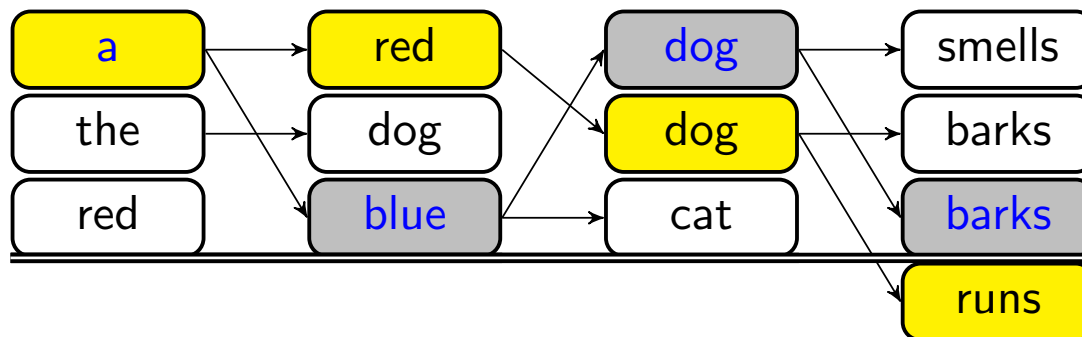 a red dog smells
the dog dog barks
red blue cat barks
runs